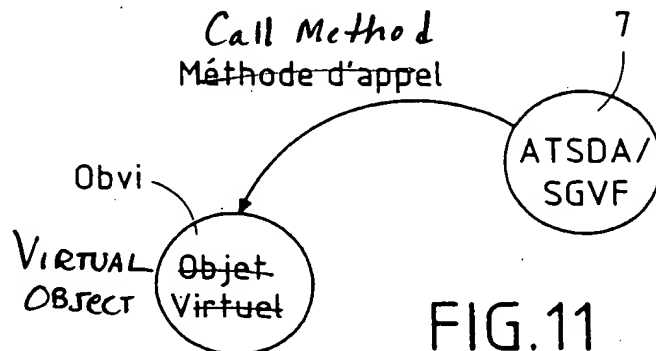 Call Method
Méthode d'appel
7
ATSDA/
SGVF
Obvi
VIRTUAL
OBJECT
Objet
Virtuel
FIG.11